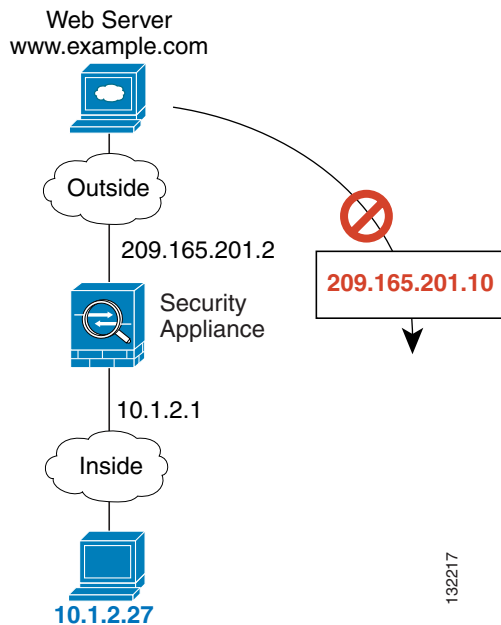 Web Server
www.example.com
Outside
209.165.201.2
209.165.201.10
Security
Appliance
10.1.2.1
Inside
10.1.2.27
132217